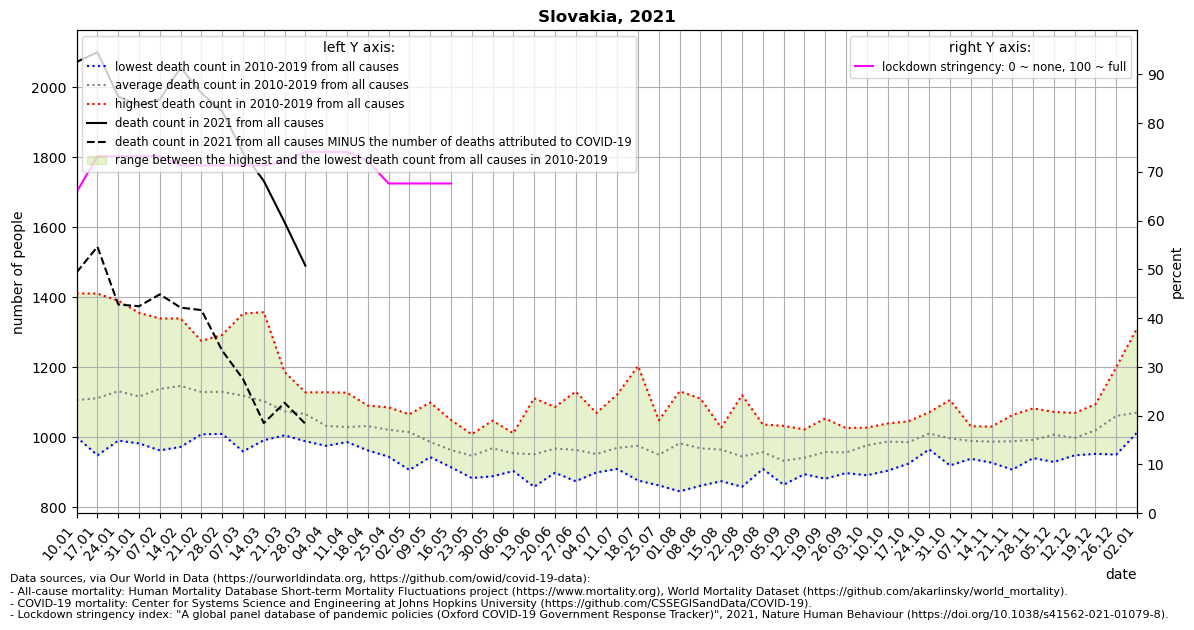 Slovakia, 2021
left Y axis:
lowest death count in 2010-2019 from all causes
average death count in 2010-2019 from all causes
highest death count in 2010-2019 from all causes
death count in 2021 from all causes
death count in 2021 from all causes MINUS the number of deaths attributed to COVID-19
range between the highest and the lowest death count from all causes in 2010-2019
right Y axis:
lockdown stringency: 0 ~ none, 100 ~ full
number of people
2000
1800
1600
1400
1200
1000
800
percent
90
80
70
60
50
40
30
20
10
0
10.01 17.01 24.01 31.01 07.02 14.02 21.02 28.02 07.03 14.03 21.03 28.03 04.04 11.04 18.04 25.04 02.05 09.05 16.05 23.05 30.05 06.06 13.06 20.06 27.06 04.07 11.07 18.07 25.07 01.08 08.08 15.08 22.08 29.08 05.09 12.09 19.09 26.09 03.10 10.10 17.10 24.10 31.10 07.11 14.11 21.11 28.11 05.12 12.12 19.12 26.12 02.01
date
Data sources, via Our World in Data (https://ourworldindata.org, https://github.com/owid/covid-19-data):
- All-cause mortality: Human Mortality Database Short-term Mortality Fluctuations project (https://www.mortality.org), World Mortality Dataset (https://github.com/akarlinsky/world_mortality).
- COVID-19 mortality: Center for Systems Science and Engineering at Johns Hopkins University (https://github.com/CSSEGISandData/COVID-19).
- Lockdown stringency index: "A global panel database of pandemic policies (Oxford COVID-19 Government Response Tracker)", 2021, Nature Human Behaviour (https://doi.org/10.1038/s41562-021-01079-8).